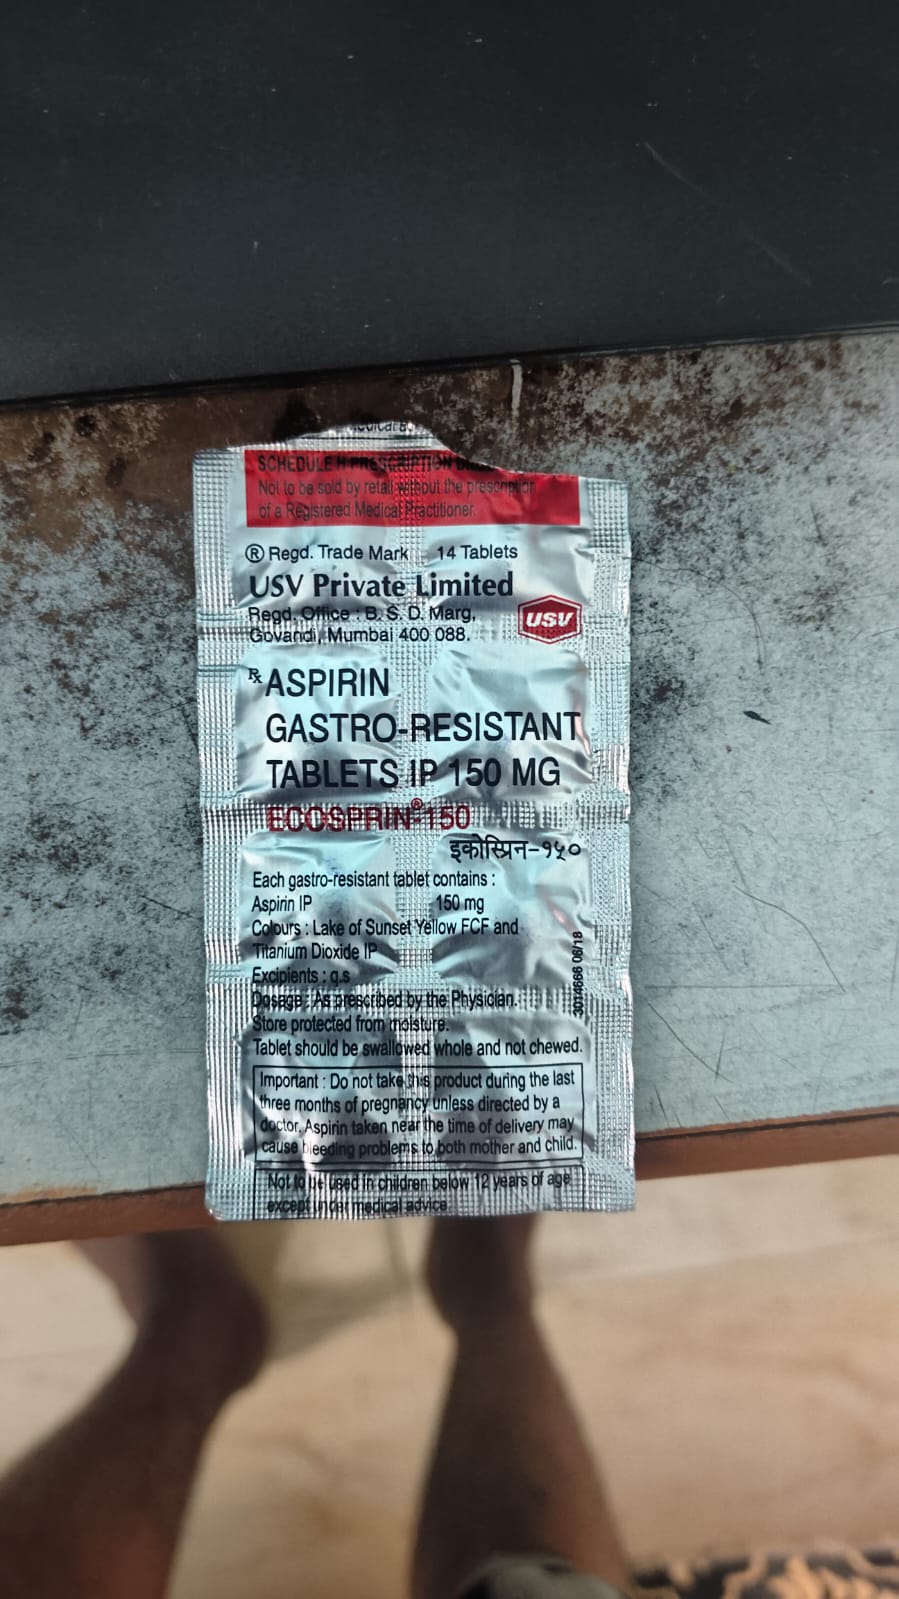 SCHEDULE H PRESCRIPTION
Not to be sold by retail without the prescription
of a Registered Medical Practitioner.
® Regd. Trade Mark 14 Tablets
USV Private Limited
Regd. Office : B. S. D. Marg,
Govandi, Mumbai 400 088.
USV
Rx ASPIRIN
GASTRO-RESISTANT
TABLETS IP 150 MG
ECOSPRIN®-150
इकोस्प्रिन-१५०
Each gastro-resistant tablet contains :
Aspirin IP 150 mg
Colours : Lake of Sunset Yellow FCF and
Titanium Dioxide IP
Excipients : q.s
Dosage : As prescribed by the Physician.
Store protected from moisture.
Tablet should be swallowed whole and not chewed.
3014666 06/18
Important : Do not take this product during the last
three months of pregnancy unless directed by a
doctor. Aspirin taken near the time of delivery may
cause bleeding problems to both mother and child.
Not to be used in children below 12 years of age
except under medical advice